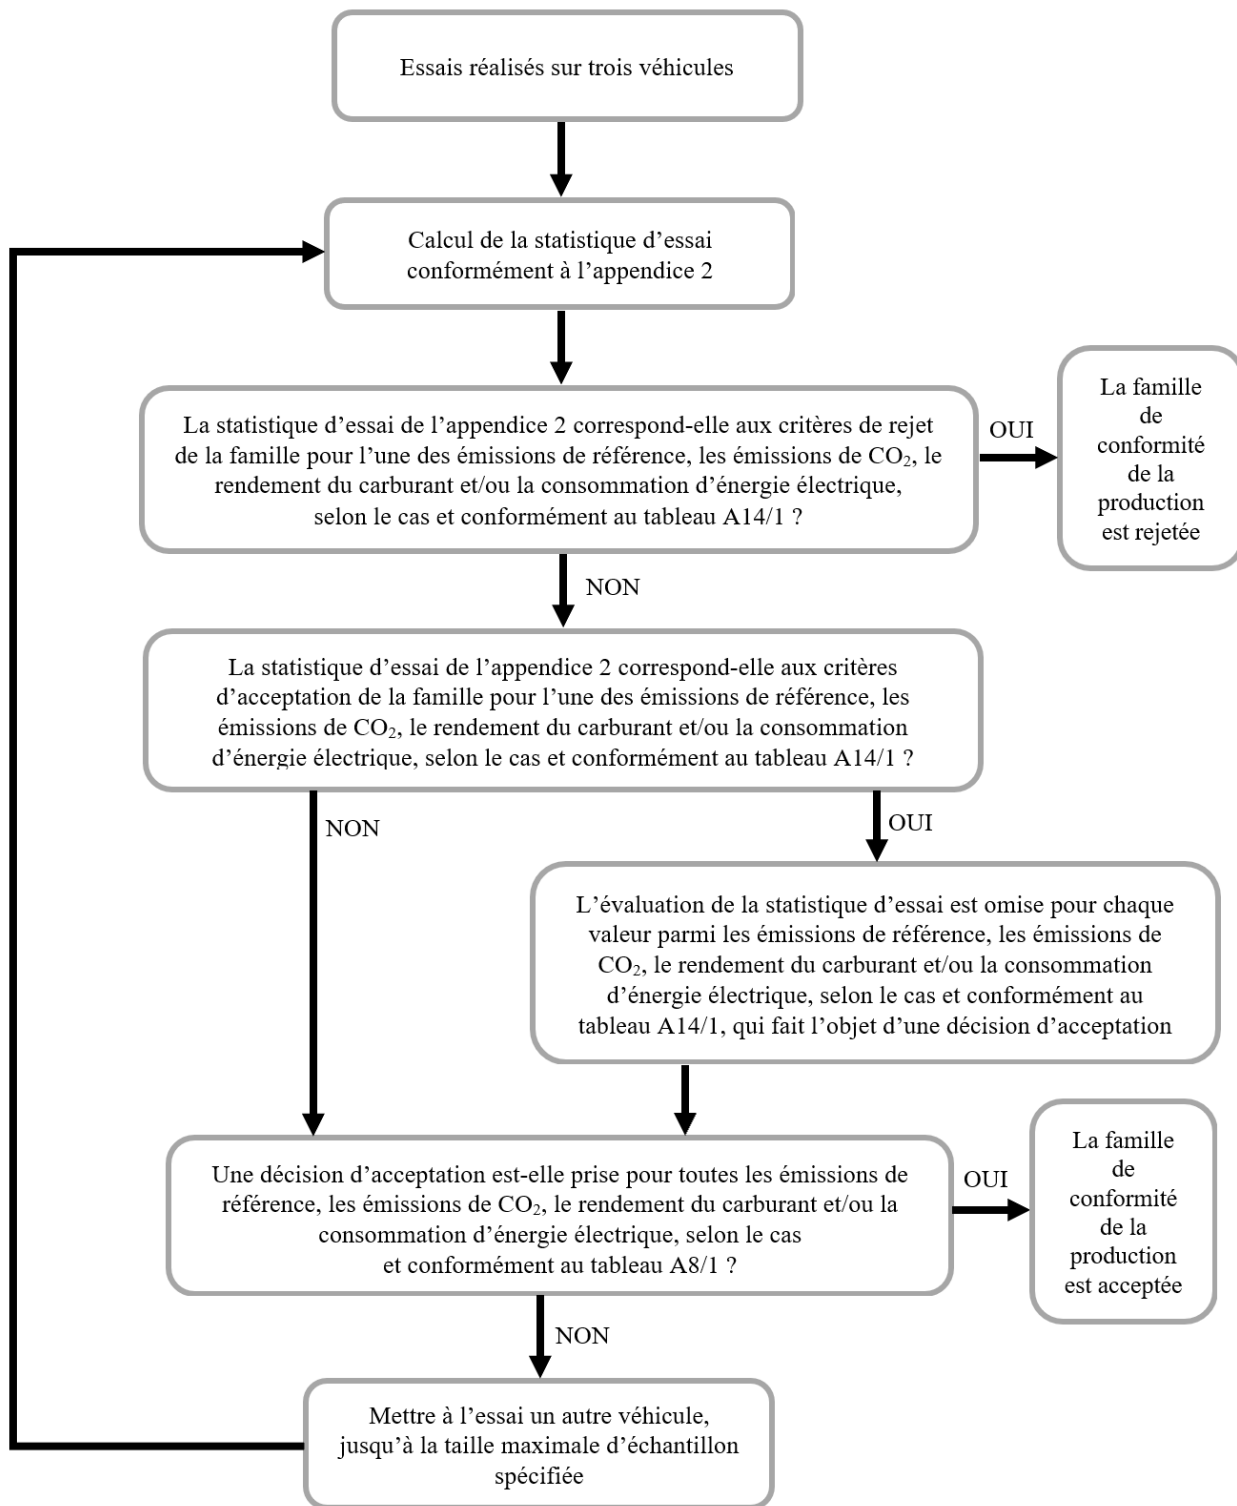 Essais réalisés sur trois véhicules
Calcul de la statistique d’essai
conformément à l’appendice 2
La statistique d’essai de l’appendice 2 correspond-elle aux critères de rejet
de la famille pour l’une des émissions de référence, les émissions de CO₂, le
rendement du carburant et/ou la consommation d’énergie électrique,
selon le cas et conformément au tableau A14/1 ?
OUI
La famille
de
conformité
de la
production
est rejetée
NON
La statistique d’essai de l’appendice 2 correspond-elle aux critères
d’acceptation de la famille pour l’une des émissions de référence, les
émissions de CO₂, le rendement du carburant et/ou la consommation
d’énergie électrique, selon le cas et conformément au tableau A14/1 ?
NON
OUI
L’évaluation de la statistique d’essai est omise pour chaque
valeur parmi les émissions de référence, les émissions de
CO₂, le rendement du carburant et/ou la consommation
d’énergie électrique, selon le cas et conformément au
tableau A14/1, qui fait l’objet d’une décision d’acceptation
Une décision d’acceptation est-elle prise pour toutes les émissions de
référence, les émissions de CO₂, le rendement du carburant et/ou la
consommation d’énergie électrique, selon le cas
et conformément au tableau A8/1 ?
OUI
La famille
de
conformité
de la
production
est acceptée
NON
Mettre à l’essai un autre véhicule,
jusqu’à la taille maximale d’échantillon
spécifiée